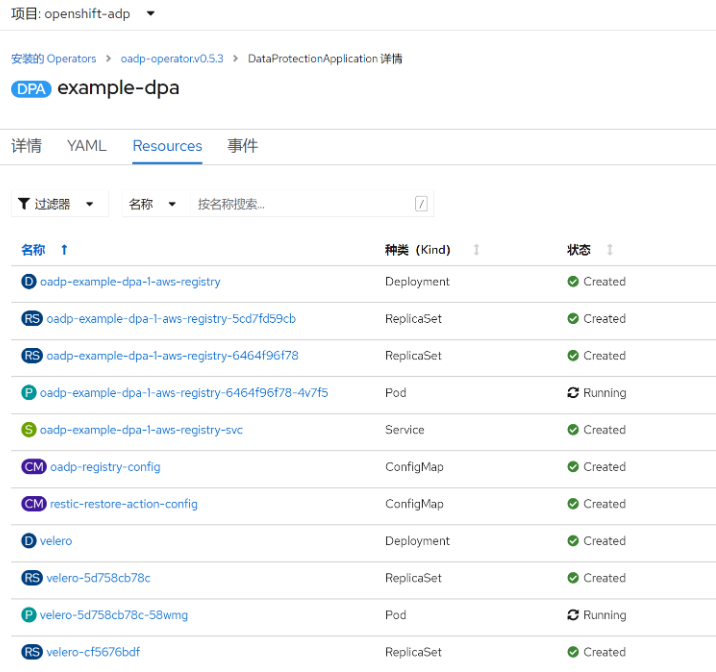 项目: openshift-adp
安装的 Operators > oadp-operator.v0.5.3 > DataProtectionApplication 详情
DPA example-dpa
详情 YAML Resources 事件
过滤器 名称 按名称搜索... /
名称 种类（Kind) 状态
D oadp-example-dpa-1-aws-registry Deployment Created
RS oadp-example-dpa-1-aws-registry-5cd7fd59cb ReplicaSet Created
RS oadp-example-dpa-1-aws-registry-6464f96f78 ReplicaSet Created
P oadp-example-dpa-1-aws-registry-6464f96f78-4v7f5 Pod Running
S oadp-example-dpa-1-aws-registry-svc Service Created
CM oadp-registry-config ConfigMap Created
CM restic-restore-action-config ConfigMap Created
D velero Deployment Created
RS velero-5d758cb78c ReplicaSet Created
P velero-5d758cb78c-58wmg Pod Running
RS velero-cf5676bdf ReplicaSet Created